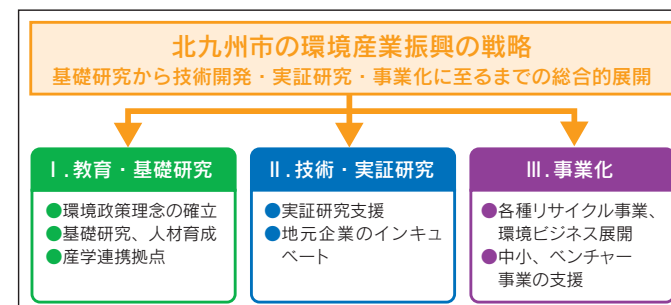 北九州市の環境産業振興の戦略
基礎研究から技術開発・実証研究・事業化に至るまでの総合的展開
Ⅰ.教育・基礎研究
●環境政策理念の確立
●基礎研究、人材育成
●産学連携拠点
Ⅱ.技術・実証研究
●実証研究支援
●地元企業のインキュ
ベート
Ⅲ.事業化
●各種リサイクル事業、
環境ビジネス展開
●中小、ベンチャー
事業の支援